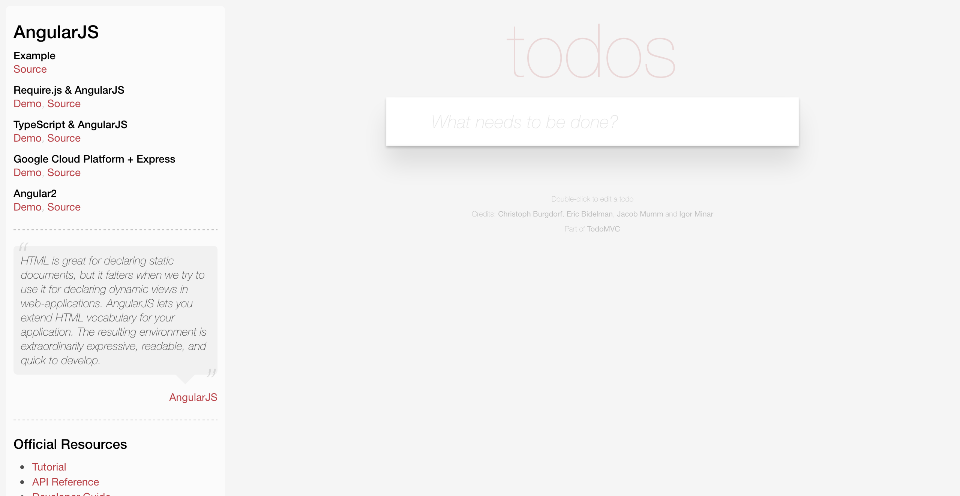 AngularJS
Example
Source
Require.js & AngularJS
Demo, Source
TypeScript & AngularJS
Demo, Source
Google Cloud Platform + Express
Demo, Source
Angular2
Demo, Source
“
HTML is great for declaring static
documents, but it falters when we try to
use it for declaring dynamic views in
web-applications. AngularJS lets you
extend HTML vocabulary for your
application. The resulting environment is
extraordinarily expressive, readable, and
quick to develop.
”
AngularJS
Official Resources
• Tutorial
• API Reference
• Developer Guide
todos
What needs to be done?
Double-click to edit a todo
Credits: Christoph Burgdorf, Eric Bidelman, Jacob Mumm and Igor Minar
Part of TodoMVC